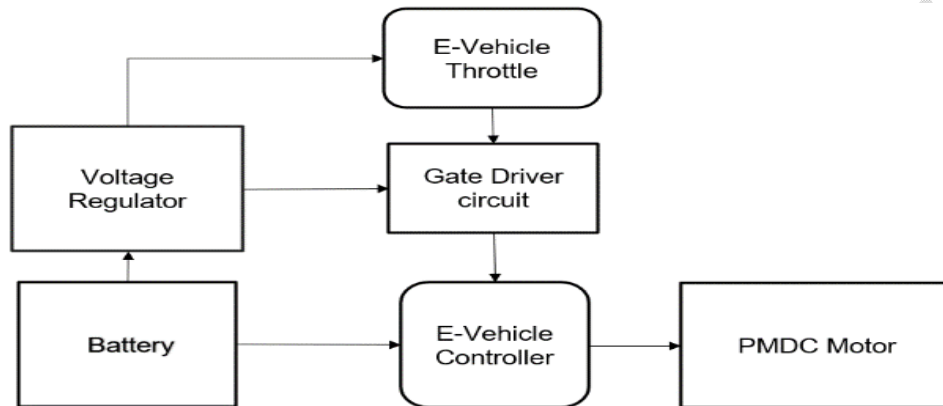 E-Vehicle
Throttle
Voltage
Regulator
Gate Driver
circuit
Battery
E-Vehicle
Controller
PMDC Motor